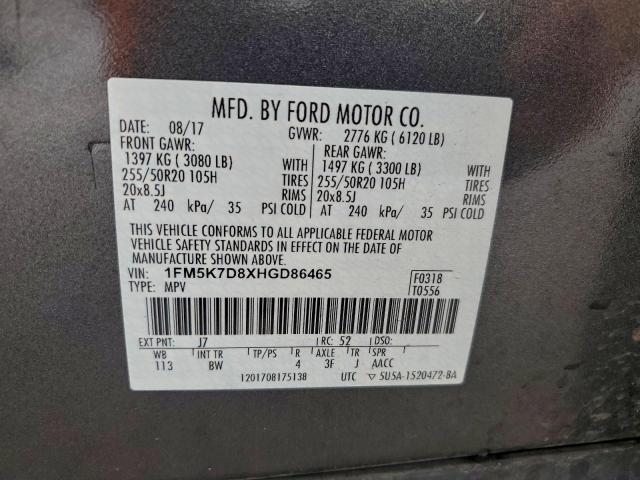 MFD. BY FORD MOTOR CO.
DATE: 08/17 GVWR: 2776 KG ( 6120 LB)
FRONT GAWR: REAR GAWR:
1397 KG ( 3080 LB) WITH 1497 KG ( 3300 LB) WITH
255/50R20 105H TIRES 255/50R20 105H TIRES
20x8.5J RIMS 20x8.5J RIMS
AT 240 kPa/ 35 PSI COLD AT 240 kPa/ 35 PSI COLD
THIS VEHICLE CONFORMS TO ALL APPLICABLE FEDERAL MOTOR
VEHICLE SAFETY STANDARDS IN EFFECT ON THE DATE OF
MANUFACTURE SHOWN ABOVE.
VIN: 1FM5K7D8XHGD86465 F0318
TYPE: MPV T0556
EXT PNT: J7 RC: 52 DSO:
WB INT TR TP/PS R AXLE TR SPR
113 BW 4 3F J AACC
1201708175138 UTC ▽ 5U5A-1520472-BA